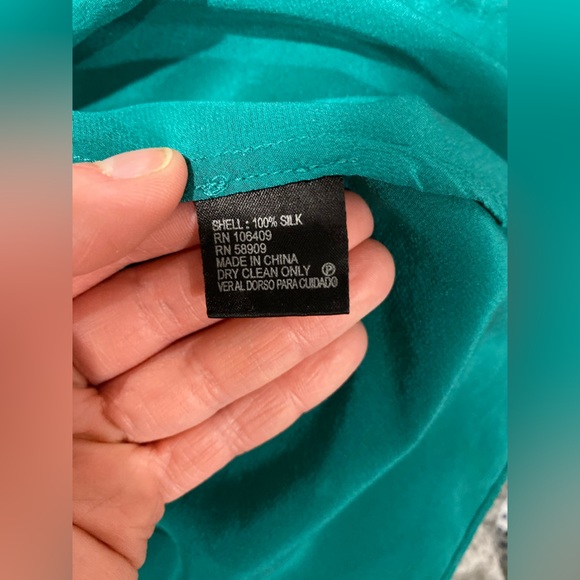 SHELL : 100% SILK
RN 106409
RN 58909
MADE IN CHINA
DRY CLEAN ONLY Ⓟ
VER AL DORSO PARA CUIDADO